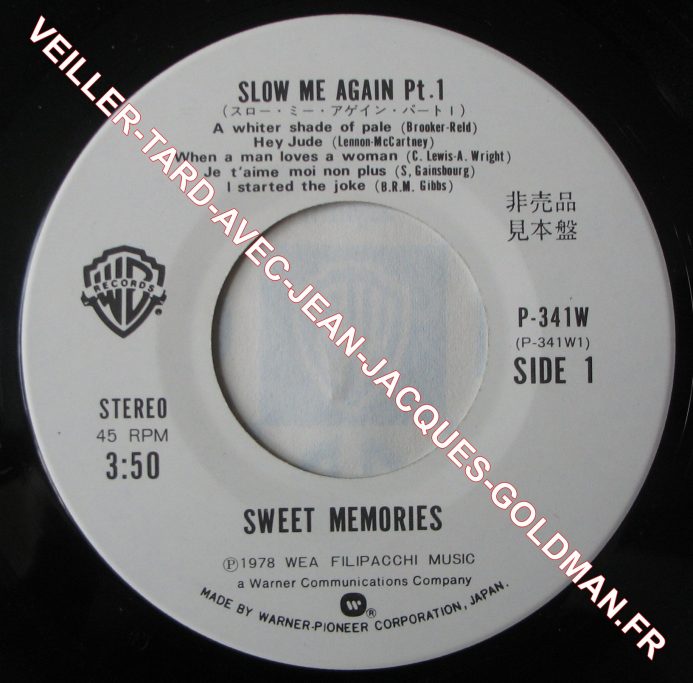 SLOW ME AGAIN Pt.1
(スロー・ミー・アゲイン・パートI)
A whiter shade of pale (Brooker-Reld)
Hey Jude (Lennon-McCartney)
When a man loves a woman (C. Lewis-A. Wright)
Je t'aime moi non plus (S, Gainsbourg)
I started the joke (B.R.M. Gibbs)
非売品
見本盤
WB
RECORDS
P-341W
(P-341W1)
SIDE 1
STEREO
45 RPM
3:50
SWEET MEMORIES
Ⓟ1978 WEA FILIPACCHI MUSIC
a Warner Communications Company
®
MADE BY WARNER-PIONEER CORPORATION, JAPAN.
VEILLER-TARD-AVEC-JEAN-JACQUES-GOLDMAN.FR